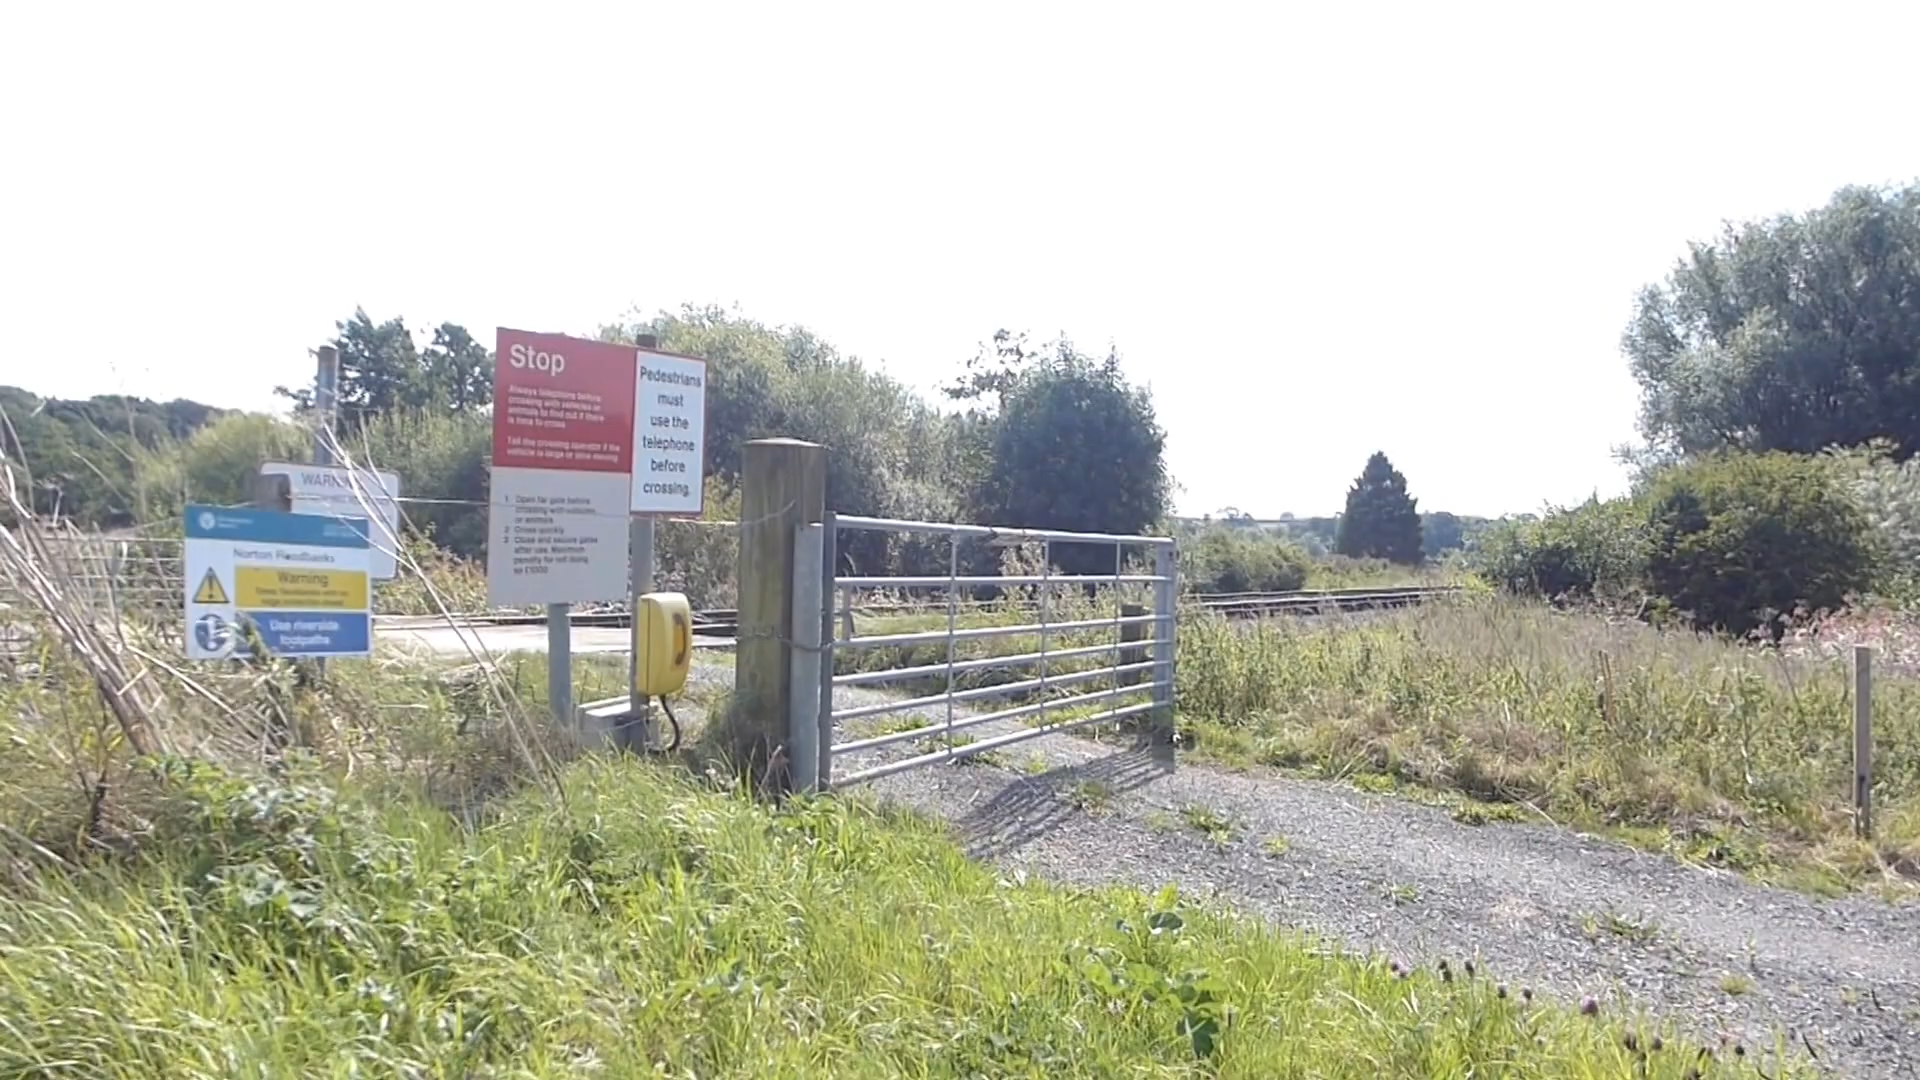 Stop
Always telephone before
crossing with vehicles or
animals to find out if there
is time to cross
Tell the crossing operator if the
vehicle is large or slow moving
1 Open far gate before
crossing with vehicles
or animals
2 Cross quickly
3 Close and secure gates
after use. Maximum
penalty for not doing
so £1000
Pedestrians
must
use the
telephone
before
crossing.
Norton Floodbanks
Warning
Use riverside
footpaths